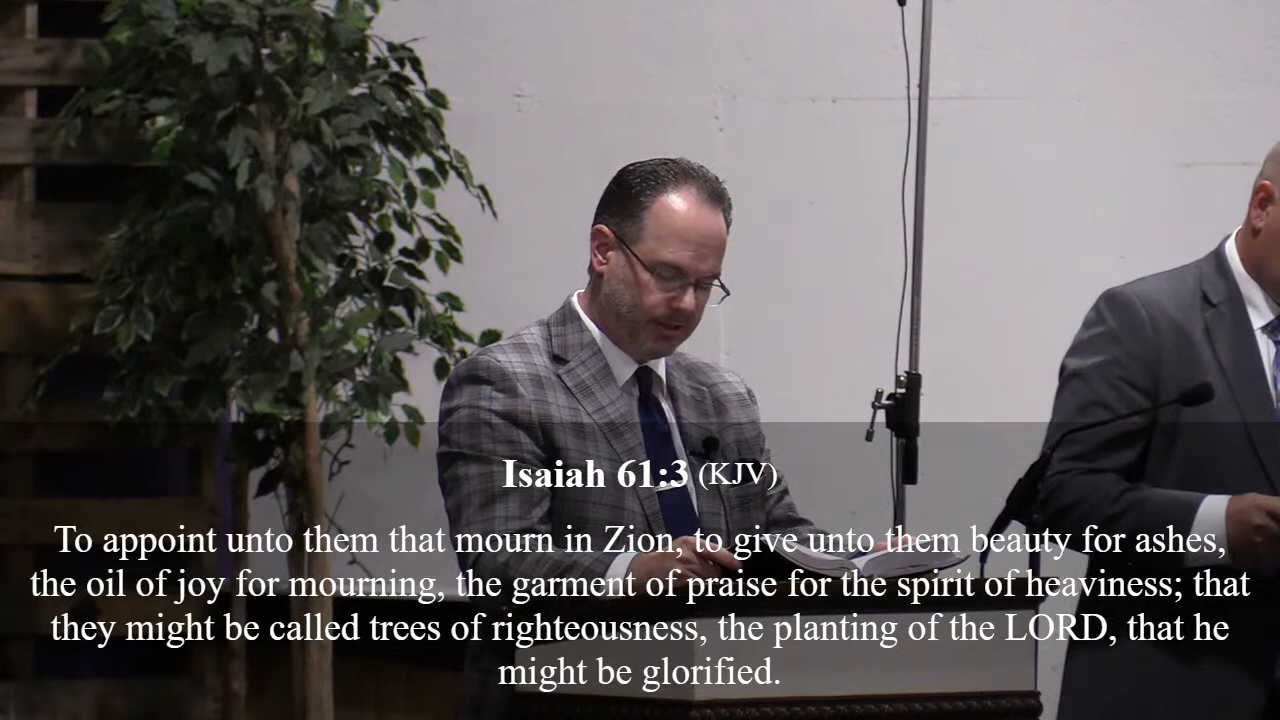 Isaiah 61:3 (KJV)
To appoint unto them that mourn in Zion, to give unto them beauty for ashes,
the oil of joy for mourning, the garment of praise for the spirit of heaviness; that
they might be called trees of righteousness, the planting of the LORD, that he
might be glorified.